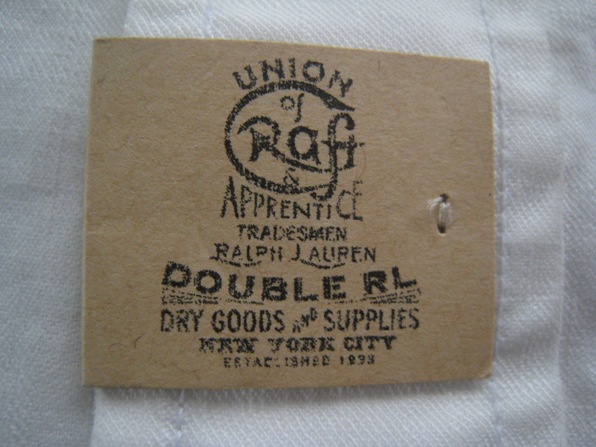 UNION
of
Craft
&
APPRENTICE
TRADESMEN
RALPH LAUREN
DOUBLE RL
DRY GOODS AND SUPPLIES
NEW YORK CITY
ESTABLISHED 1993